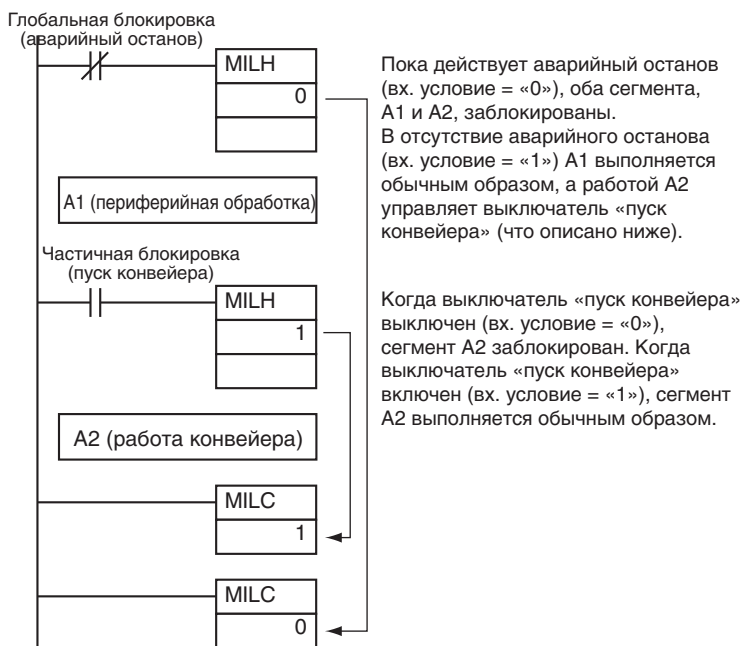 Глобальная блокировка
(аварийный останов)
MILH
0
Пока действует аварийный останов
(вх. условие = «0»), оба сегмента,
A1 и A2, заблокированы.
В отсутствие аварийного останова
(вх. условие = «1») A1 выполняется
обычным образом, а работой A2
управляет выключатель «пуск
конвейера» (что описано ниже).
A1 (периферийная обработка)
Частичная блокировка
(пуск конвейера)
MILH
1
Когда выключатель «пуск конвейера»
выключен (вх. условие = «0»),
сегмент A2 заблокирован. Когда
выключатель «пуск конвейера»
включен (вх. условие = «1»), сегмент
A2 выполняется обычным образом.
A2 (работа конвейера)
MILC
1
MILC
0